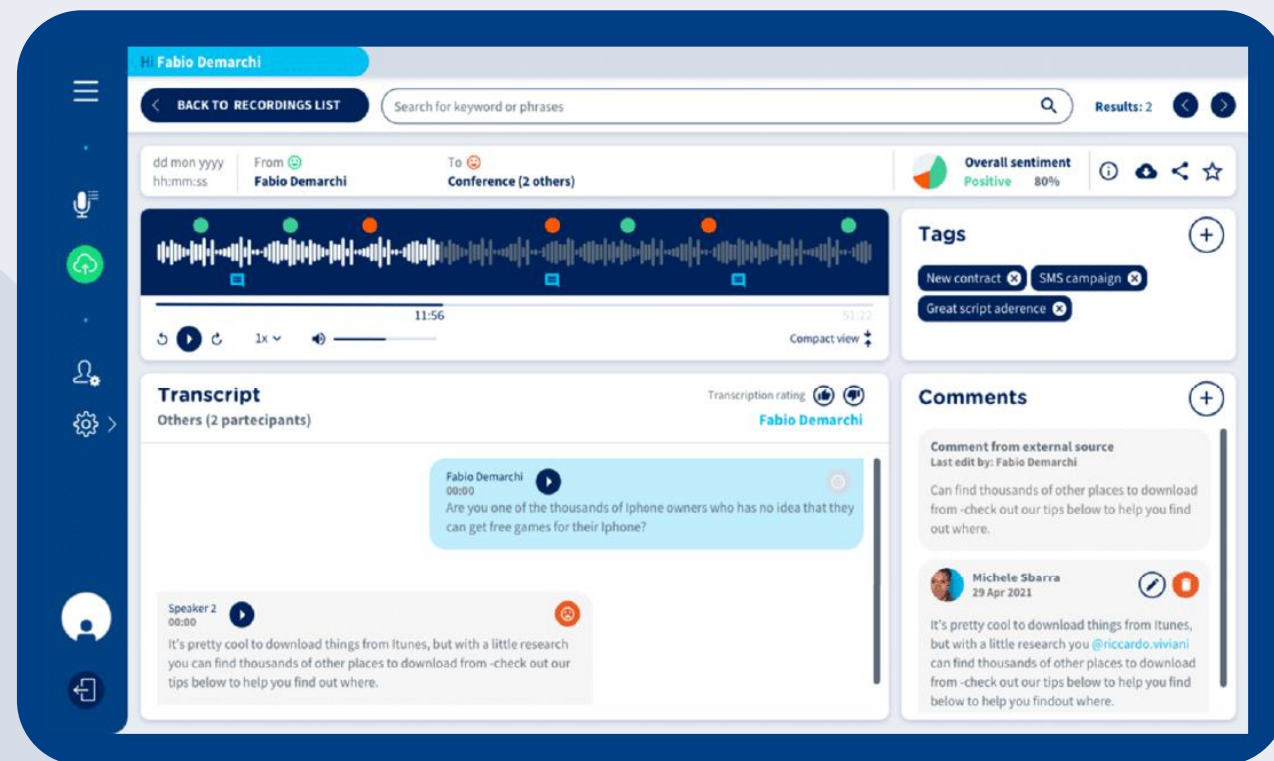 Hi Fabio Demarchi
BACK TO RECORDINGS LIST
Search for keyword or phrases
Results: 2
dd mon yyyy
hh:mm:ss
From
Fabio Demarchi
To
Conference (2 others)
Overall sentiment
Positive 80%
11:56
51:22
1x
Compact view
Tags
New contract
SMS campaign
Great script aderence
Transcript
Others (2 partecipants)
Transcription rating
Fabio Demarchi
Fabio Demarchi
00:00
Are you one of the thousands of Iphone owners who has no idea that they
can get free games for their Iphone?
Speaker 2
00:00
It's pretty cool to download things from Itunes, but with a little research
you can find thousands of other places to download from -check out our
tips below to help you find out where.
Comments
Comment from external source
Last edit by: Fabio Demarchi
Can find thousands of other places to download
from -check out our tips below to help you find
out where.
Michele Sbarra
29 Apr 2021
It's pretty cool to download things from Itunes,
but with a little research you @riccardo.viviani
can find thousands of other places to download
from -check out our tips below to help you find
below to help you findout where.